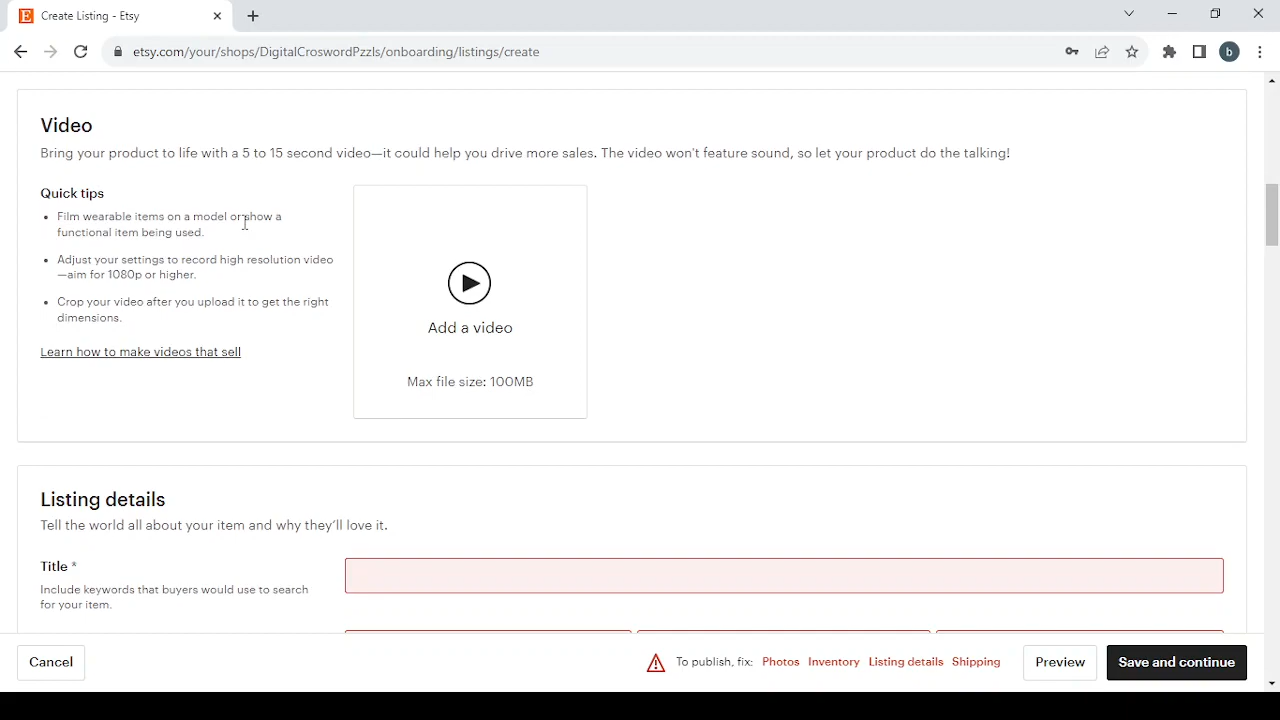 Create Listing - Etsy
etsy.com/your/shops/DigitalCroswordPzzls/onboarding/listings/create
b
Video
Bring your product to life with a 5 to 15 second video—it could help you drive more sales. The video won't feature sound, so let your product do the talking!
Quick tips
• Film wearable items on a model or show a
functional item being used.
• Adjust your settings to record high resolution video
—aim for 1080p or higher.
• Crop your video after you upload it to get the right
dimensions.
Learn how to make videos that sell
Add a video
Max file size: 100MB
Listing details
Tell the world all about your item and why they'll love it.
Title *
Include keywords that buyers would use to search
for your item.
Cancel
To publish, fix: Photos Inventory Listing details Shipping
Preview
Save and continue